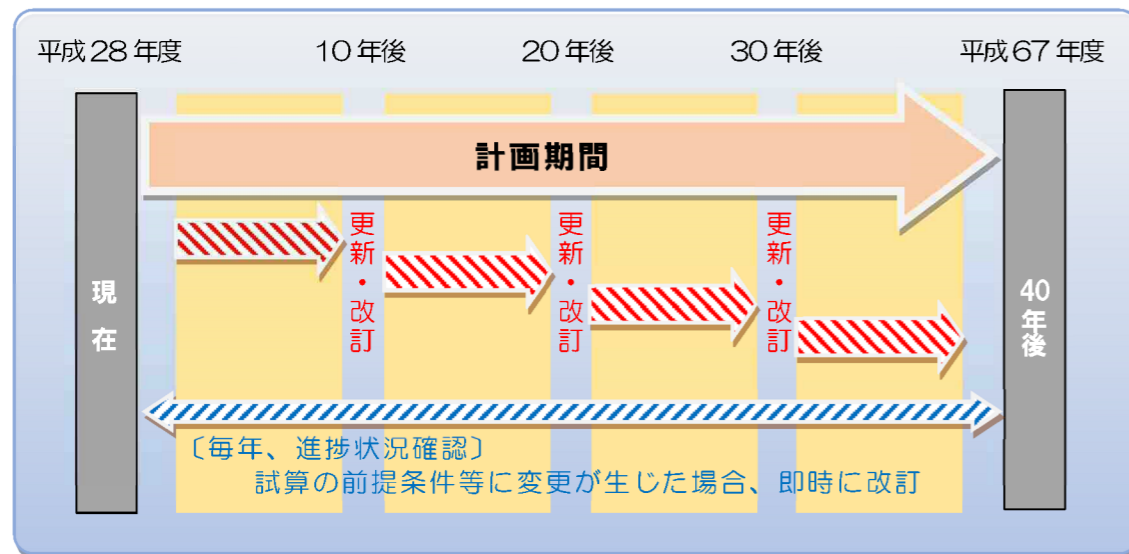 平成28年度
10年後
20年後
30年後
平成67年度
計画期間
現在
更新・改訂
更新・改訂
更新・改訂
40年後
〔毎年、進捗状況確認〕
試算の前提条件等に変更が生じた場合、即時に改訂